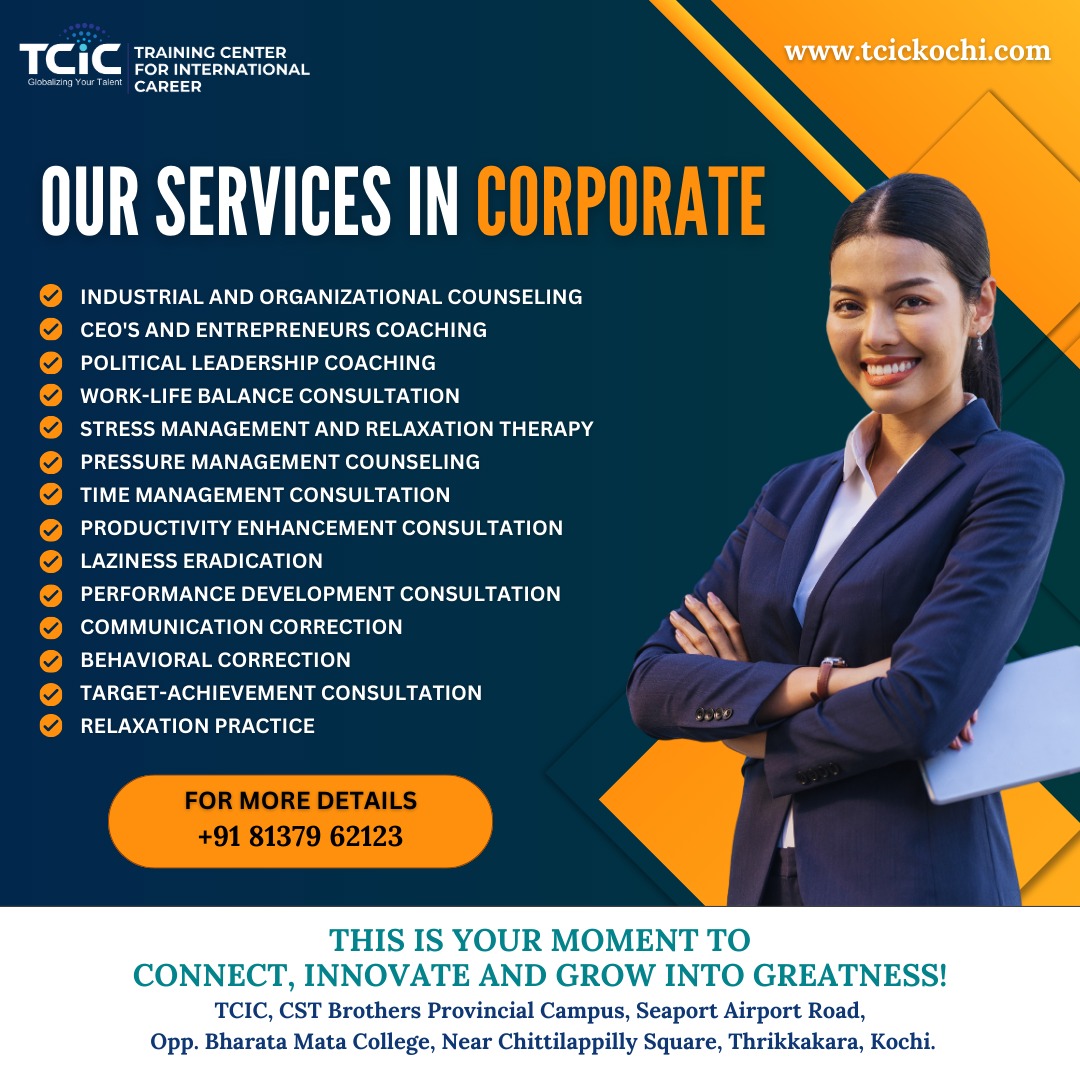 TCiC
Globalizing Your Talent
TRAINING CENTER
FOR INTERNATIONAL
CAREER
www.tcickochi.com
OUR SERVICES IN CORPORATE
INDUSTRIAL AND ORGANIZATIONAL COUNSELING
CEO'S AND ENTREPRENEURS COACHING
POLITICAL LEADERSHIP COACHING
WORK-LIFE BALANCE CONSULTATION
STRESS MANAGEMENT AND RELAXATION THERAPY
PRESSURE MANAGEMENT COUNSELING
TIME MANAGEMENT CONSULTATION
PRODUCTIVITY ENHANCEMENT CONSULTATION
LAZINESS ERADICATION
PERFORMANCE DEVELOPMENT CONSULTATION
COMMUNICATION CORRECTION
BEHAVIORAL CORRECTION
TARGET-ACHIEVEMENT CONSULTATION
RELAXATION PRACTICE
FOR MORE DETAILS
+91 81379 62123
THIS IS YOUR MOMENT TO
CONNECT, INNOVATE AND GROW INTO GREATNESS!
TCIC, CST Brothers Provincial Campus, Seaport Airport Road,
Opp. Bharata Mata College, Near Chittilappilly Square, Thrikkakara, Kochi.